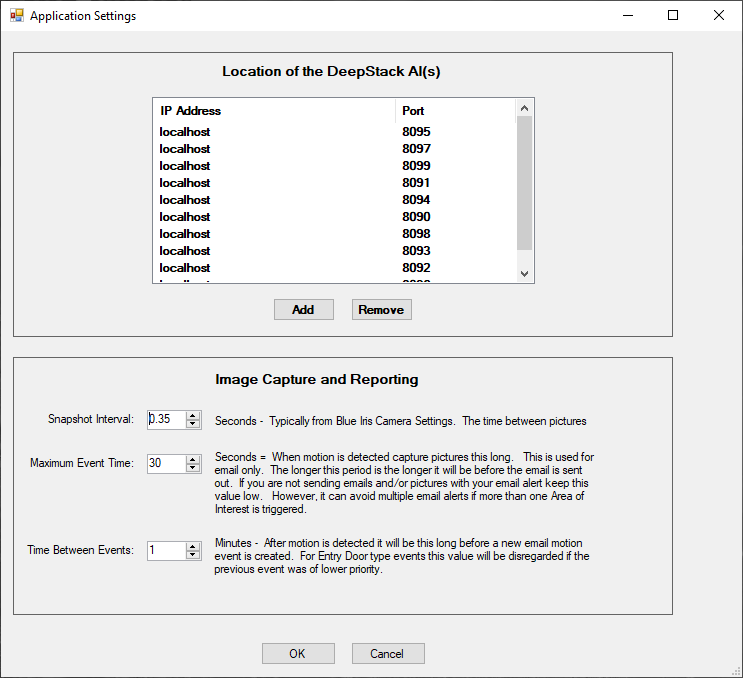 Application Settings
Location of the DeepStack AI(s)
IP Address Port
localhost 8095
localhost 8097
localhost 8099
localhost 8091
localhost 8094
localhost 8090
localhost 8098
localhost 8093
localhost 8092
Add Remove
Image Capture and Reporting
Snapshot Interval: 0.35 Seconds - Typically from Blue Iris Camera Settings. The time between pictures
Maximum Event Time: 30 Seconds = When motion is detected capture pictures this long. This is used for
email only. The longer this period is the longer it will be before the email is sent
out. If you are not sending emails and/or pictures with your email alert keep this
value low. However, it can avoid multiple email alerts if more than one Area of
Interest is triggered.
Time Between Events: 1 Minutes - After motion is detected it will be this long before a new email motion
event is created. For Entry Door type events this value will be disregarded if the
previous event was of lower priority.
OK Cancel